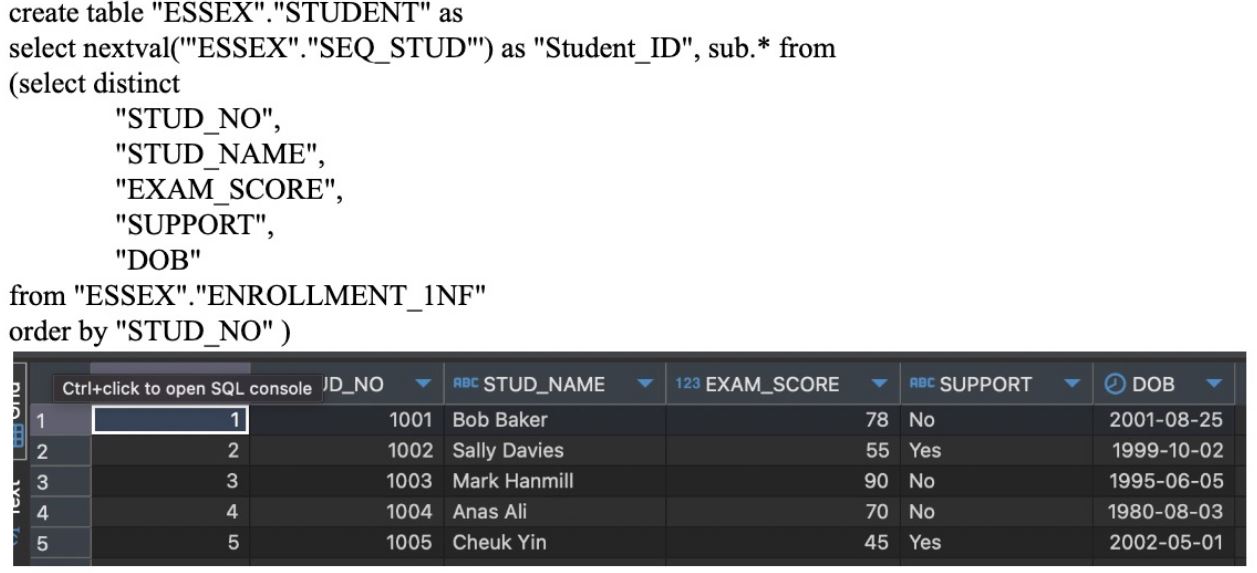 create table "ESSEX"."STUDENT" as
select nextval('"ESSEX"."SEQ_STUD"') as "Student_ID", sub.* from
(select distinct
"STUD_NO",
"STUD_NAME",
"EXAM_SCORE",
"SUPPORT",
"DOB"
from "ESSEX"."ENROLLMENT_1NF"
order by "STUD_NO" )
Ctrl+click to open SQL console JD_NO ABC STUD_NAME 123 EXAM_SCORE ABC SUPPORT DOB
1 1 1001 Bob Baker 78 No 2001-08-25
2 2 1002 Sally Davies 55 Yes 1999-10-02
3 3 1003 Mark Hanmill 90 No 1995-06-05
4 4 1004 Anas Ali 70 No 1980-08-03
5 5 1005 Cheuk Yin 45 Yes 2002-05-01
Text